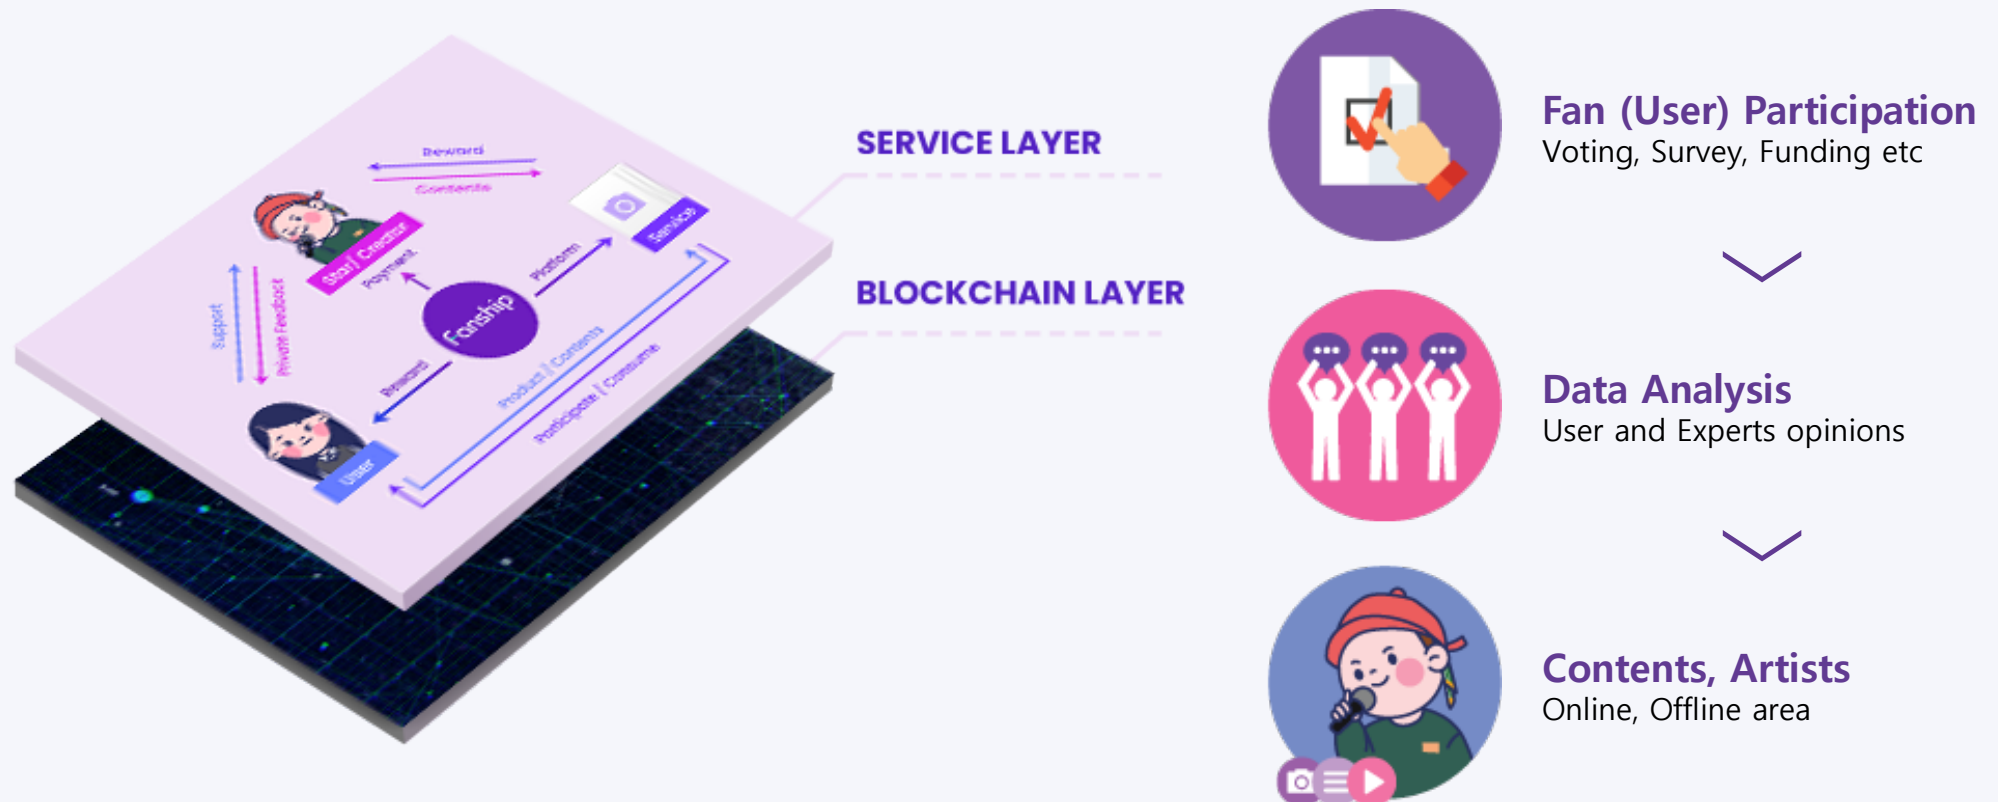 Reward
Contents
Star/ Creator
Payment
Service
Platform
Fanship
Support
Private Feedback
Reward
Product / Contents
Participate / Consume
User
SERVICE LAYER
BLOCKCHAIN LAYER
Fan (User) Participation
Voting, Survey, Funding etc
Data Analysis
User and Experts opinions
Contents, Artists
Online, Offline area